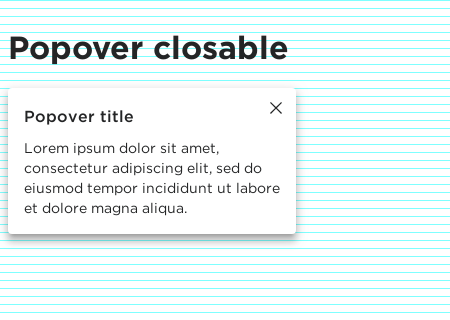 Popover closable
Popover title
Lorem ipsum dolor sit amet,
consectetur adipiscing elit, sed do
eiusmod tempor incididunt ut labore
et dolore magna aliqua.